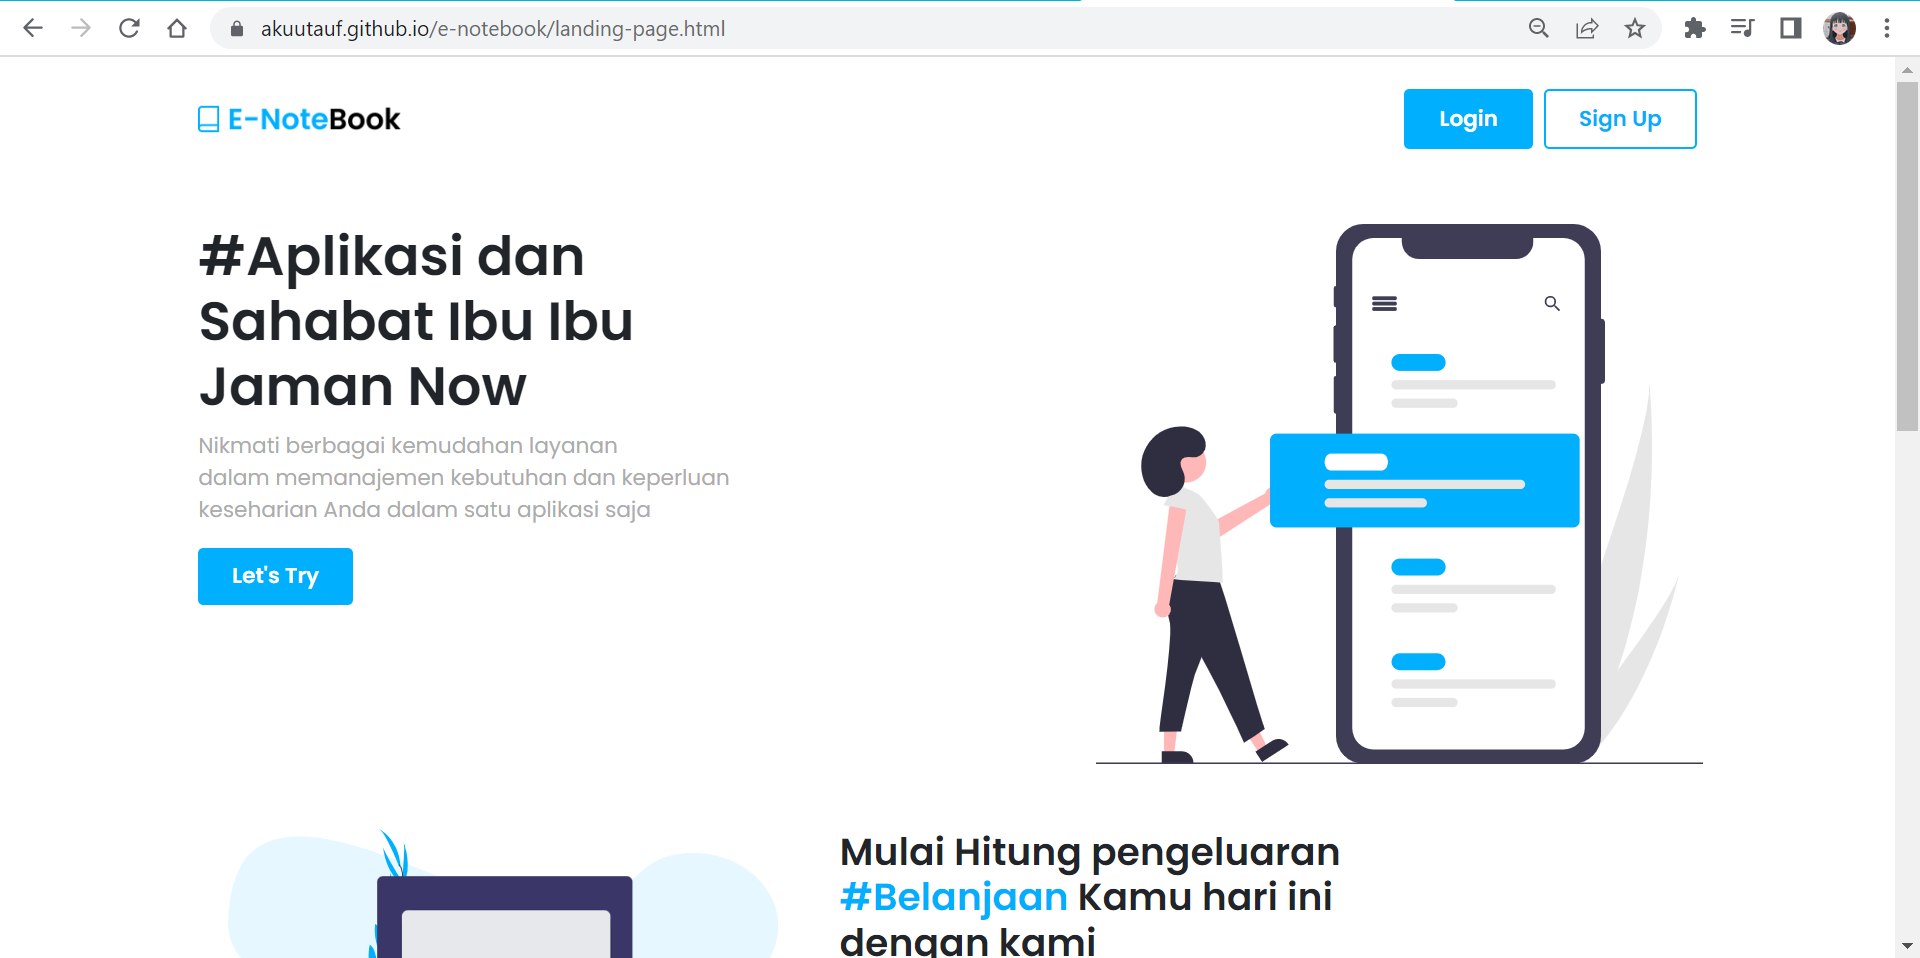 akuutauf.github.io/e-notebook/landing-page.html
E-NoteBook
Login
Sign Up
#Aplikasi dan
Sahabat Ibu Ibu
Jaman Now
Nikmati berbagai kemudahan layanan
dalam memanajemen kebutuhan dan keperluan
keseharian Anda dalam satu aplikasi saja
Let's Try
Mulai Hitung pengeluaran
#Belanjaan Kamu hari ini
dengan kami